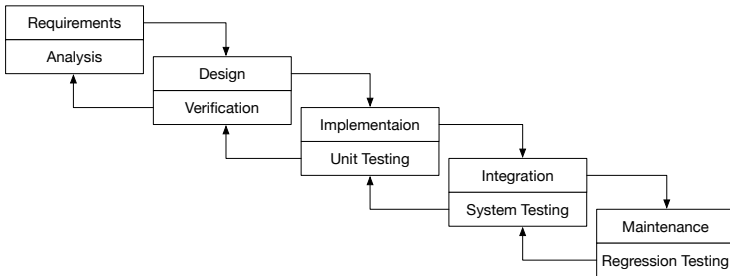 Requirements
Analysis
Design
Verification
Implementaion
Unit Testing
Integration
System Testing
Maintenance
Regression Testing